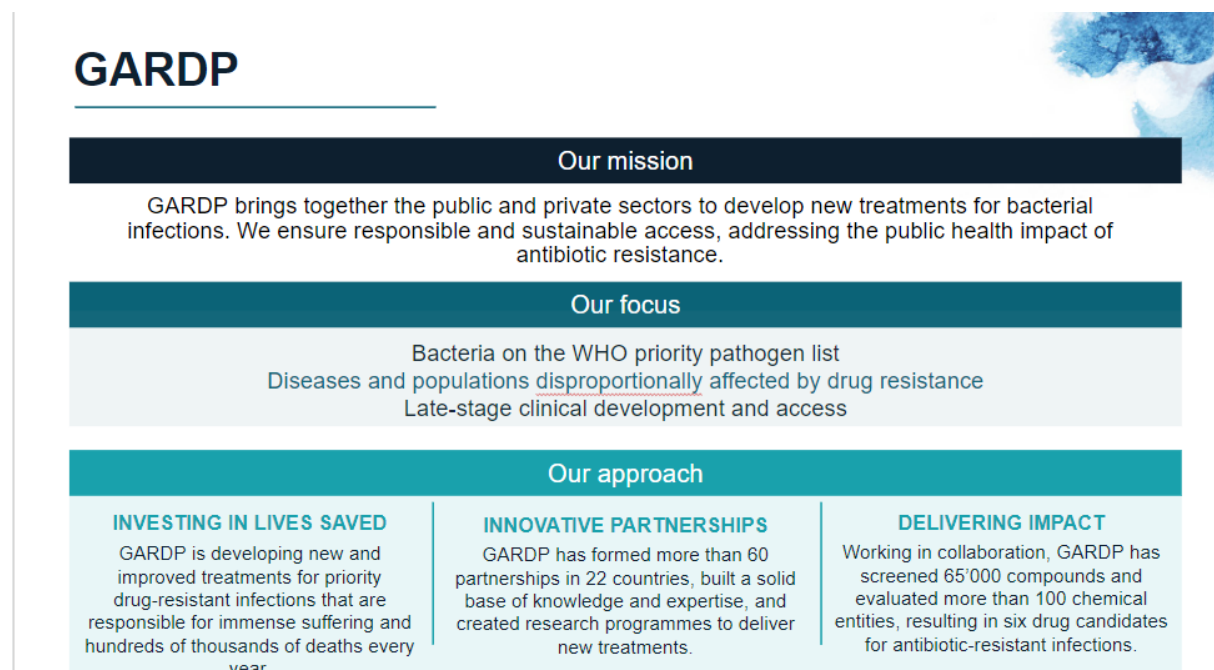 GARDP
Our mission
GARDP brings together the public and private sectors to develop new treatments for bacterial
infections. We ensure responsible and sustainable access, addressing the public health impact of
antibiotic resistance.
Our focus
Bacteria on the WHO priority pathogen list
Diseases and populations disproportionally affected by drug resistance
Late-stage clinical development and access
Our approach
INVESTING IN LIVES SAVED
GARDP is developing new and
improved treatments for priority
drug-resistant infections that are
responsible for immense suffering and
hundreds of thousands of deaths every
year
INNOVATIVE PARTNERSHIPS
GARDP has formed more than 60
partnerships in 22 countries, built a solid
base of knowledge and expertise, and
created research programmes to deliver
new treatments.
DELIVERING IMPACT
Working in collaboration, GARDP has
screened 65'000 compounds and
evaluated more than 100 chemical
entities, resulting in six drug candidates
for antibiotic-resistant infections.